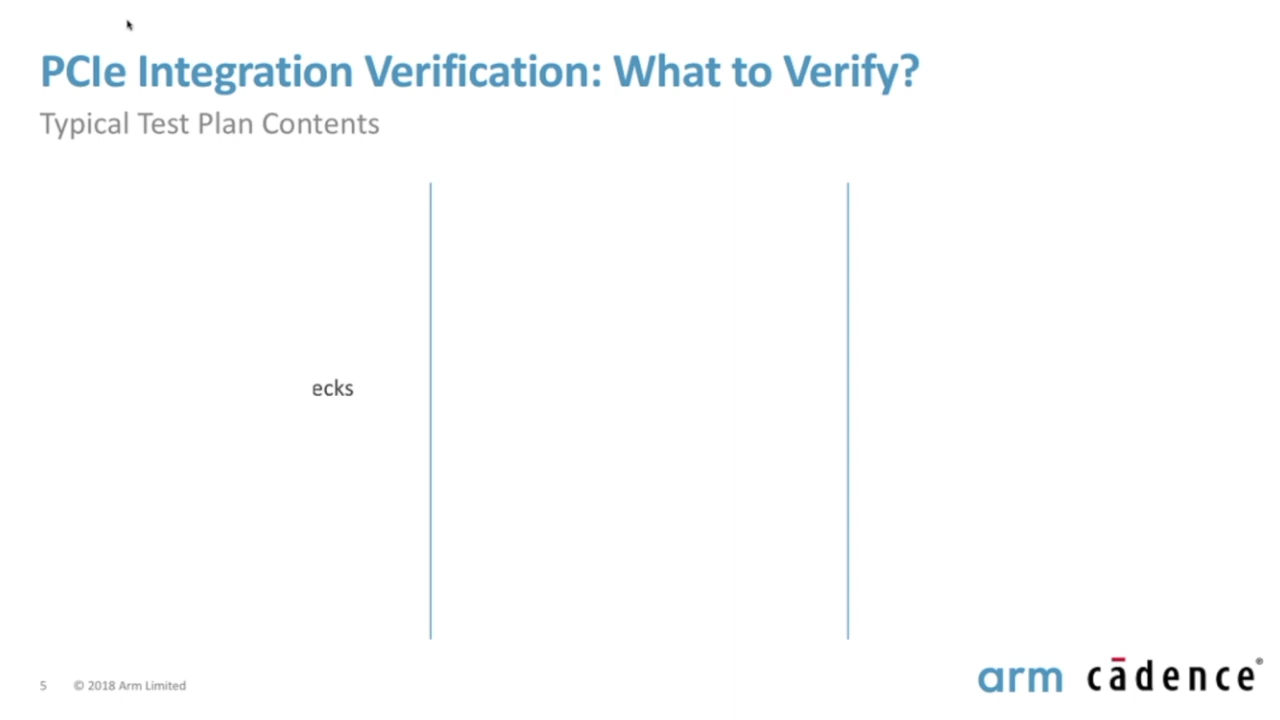 PCIe Integration Verification: What to Verify?
Typical Test Plan Contents
ecks
5 © 2018 Arm Limited
arm cādence®